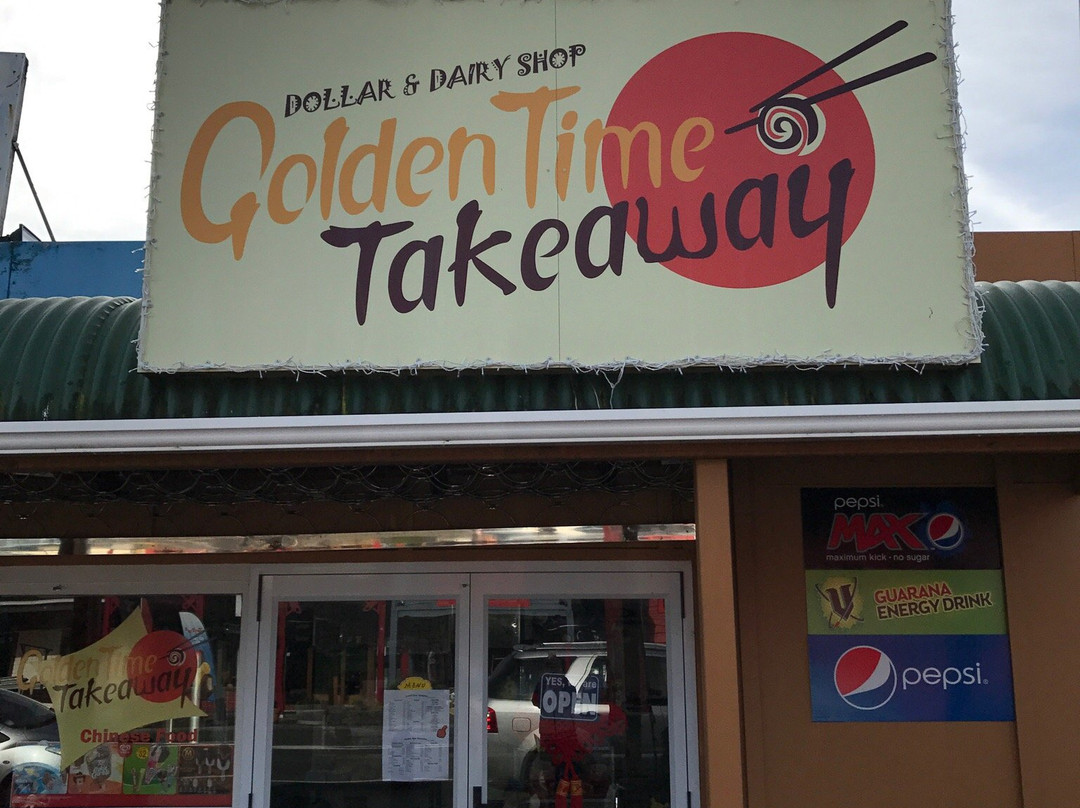 DOLLAR & DAIRY SHOP
Golden Time
Takeaway
pepsi
MAX
maximum kick - no sugar
V
GUARANA
ENERGY DRINK
pepsi
Golden Time
Takeaway
Chinese Food
MENU
YES,
OPEN